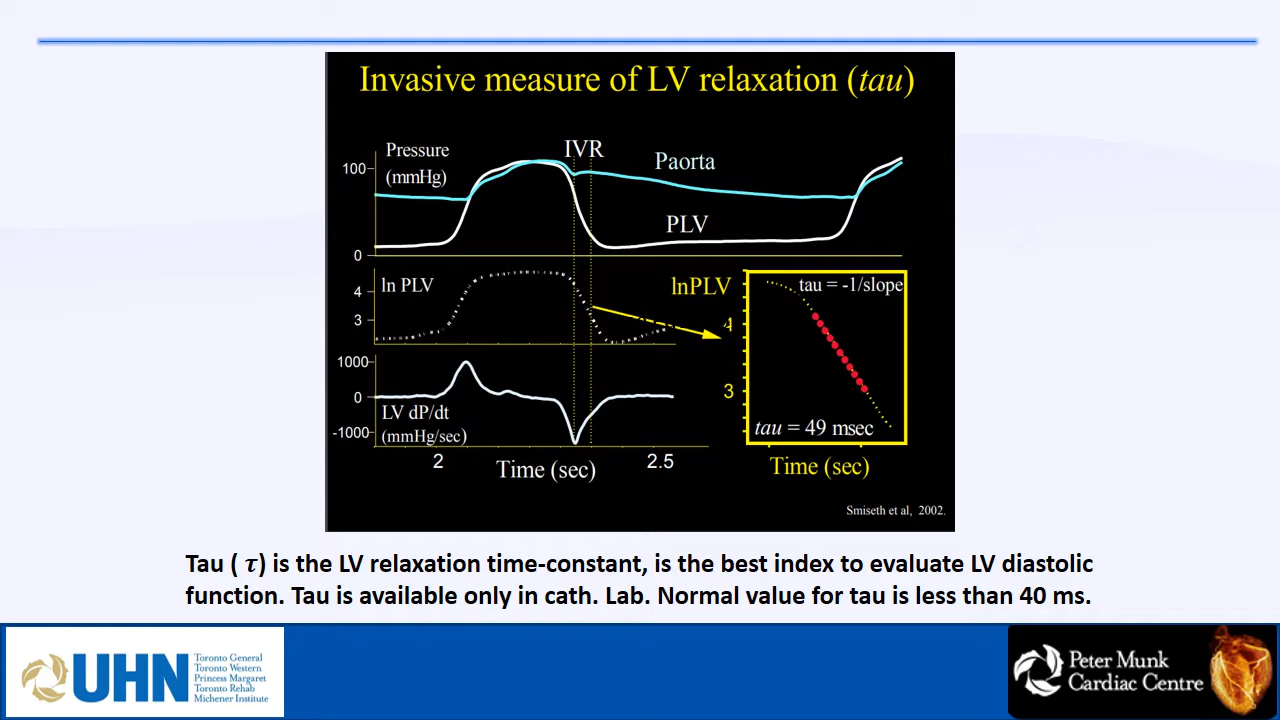 Invasive measure of LV relaxation (tau)
Pressure
(mmHg)
IVR
Paorta
100
PLV
0
ln PLV
4
3
lnPLV
tau = -1/slope
4
3
tau = 49 msec
Time (sec)
1000
0
-1000
LV dP/dt
(mmHg/sec)
2
Time (sec)
2.5
Smiseth et al, 2002.
Tau ( 𝜏) is the LV relaxation time-constant, is the best index to evaluate LV diastolic
function. Tau is available only in cath. Lab. Normal value for tau is less than 40 ms.
UHN
Toronto General
Toronto Western
Princess Margaret
Toronto Rehab
Michener Institute
Peter Munk
Cardiac Centre